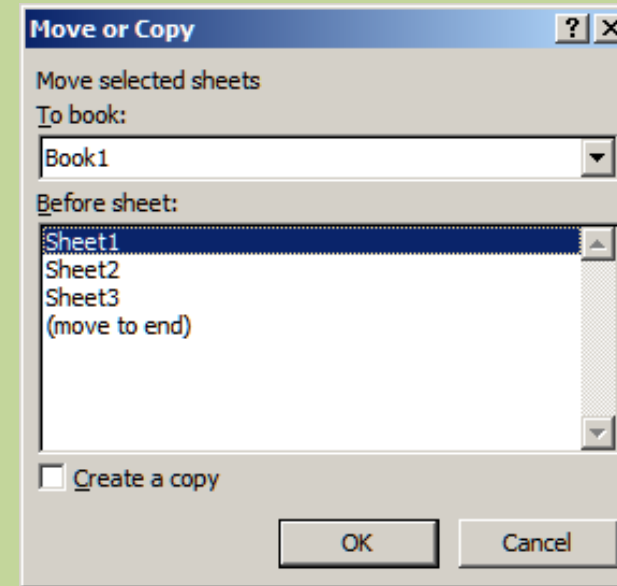 Move or Copy
Move selected sheets
To book:
Book1
Before sheet:
Sheet1
Sheet2
Sheet3
(move to end)
Create a copy
OK Cancel